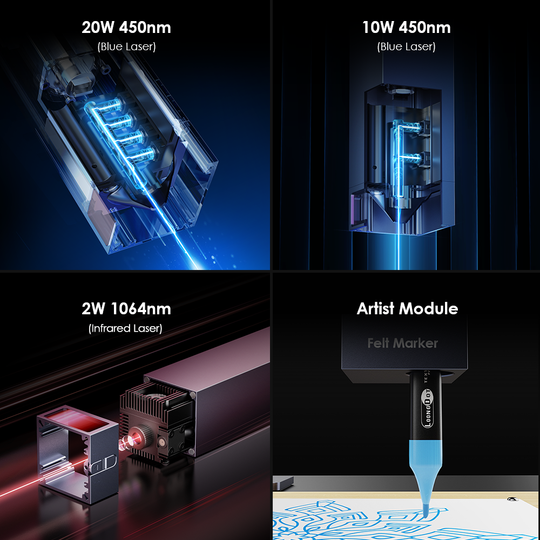 20W 450nm
(Blue Laser)
10W 450nm
(Blue Laser)
2W 1064nm
(Infrared Laser)
Artist Module
Felt Marker